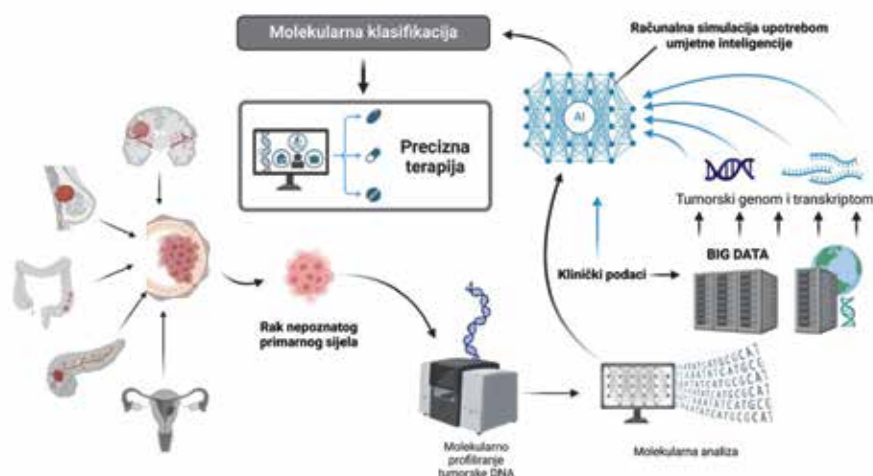 Molekularna klasifikacija
Računalna simulacija upotrebom
umjetne inteligencije
AI
Precizna
terapija
Tumorski genom i transkriptom
BIG DATA
Klinički podaci
Rak nepoznatog
primarnog sijela
Molekularno
profiliranje
tumorske DNA
Molekularna analiza